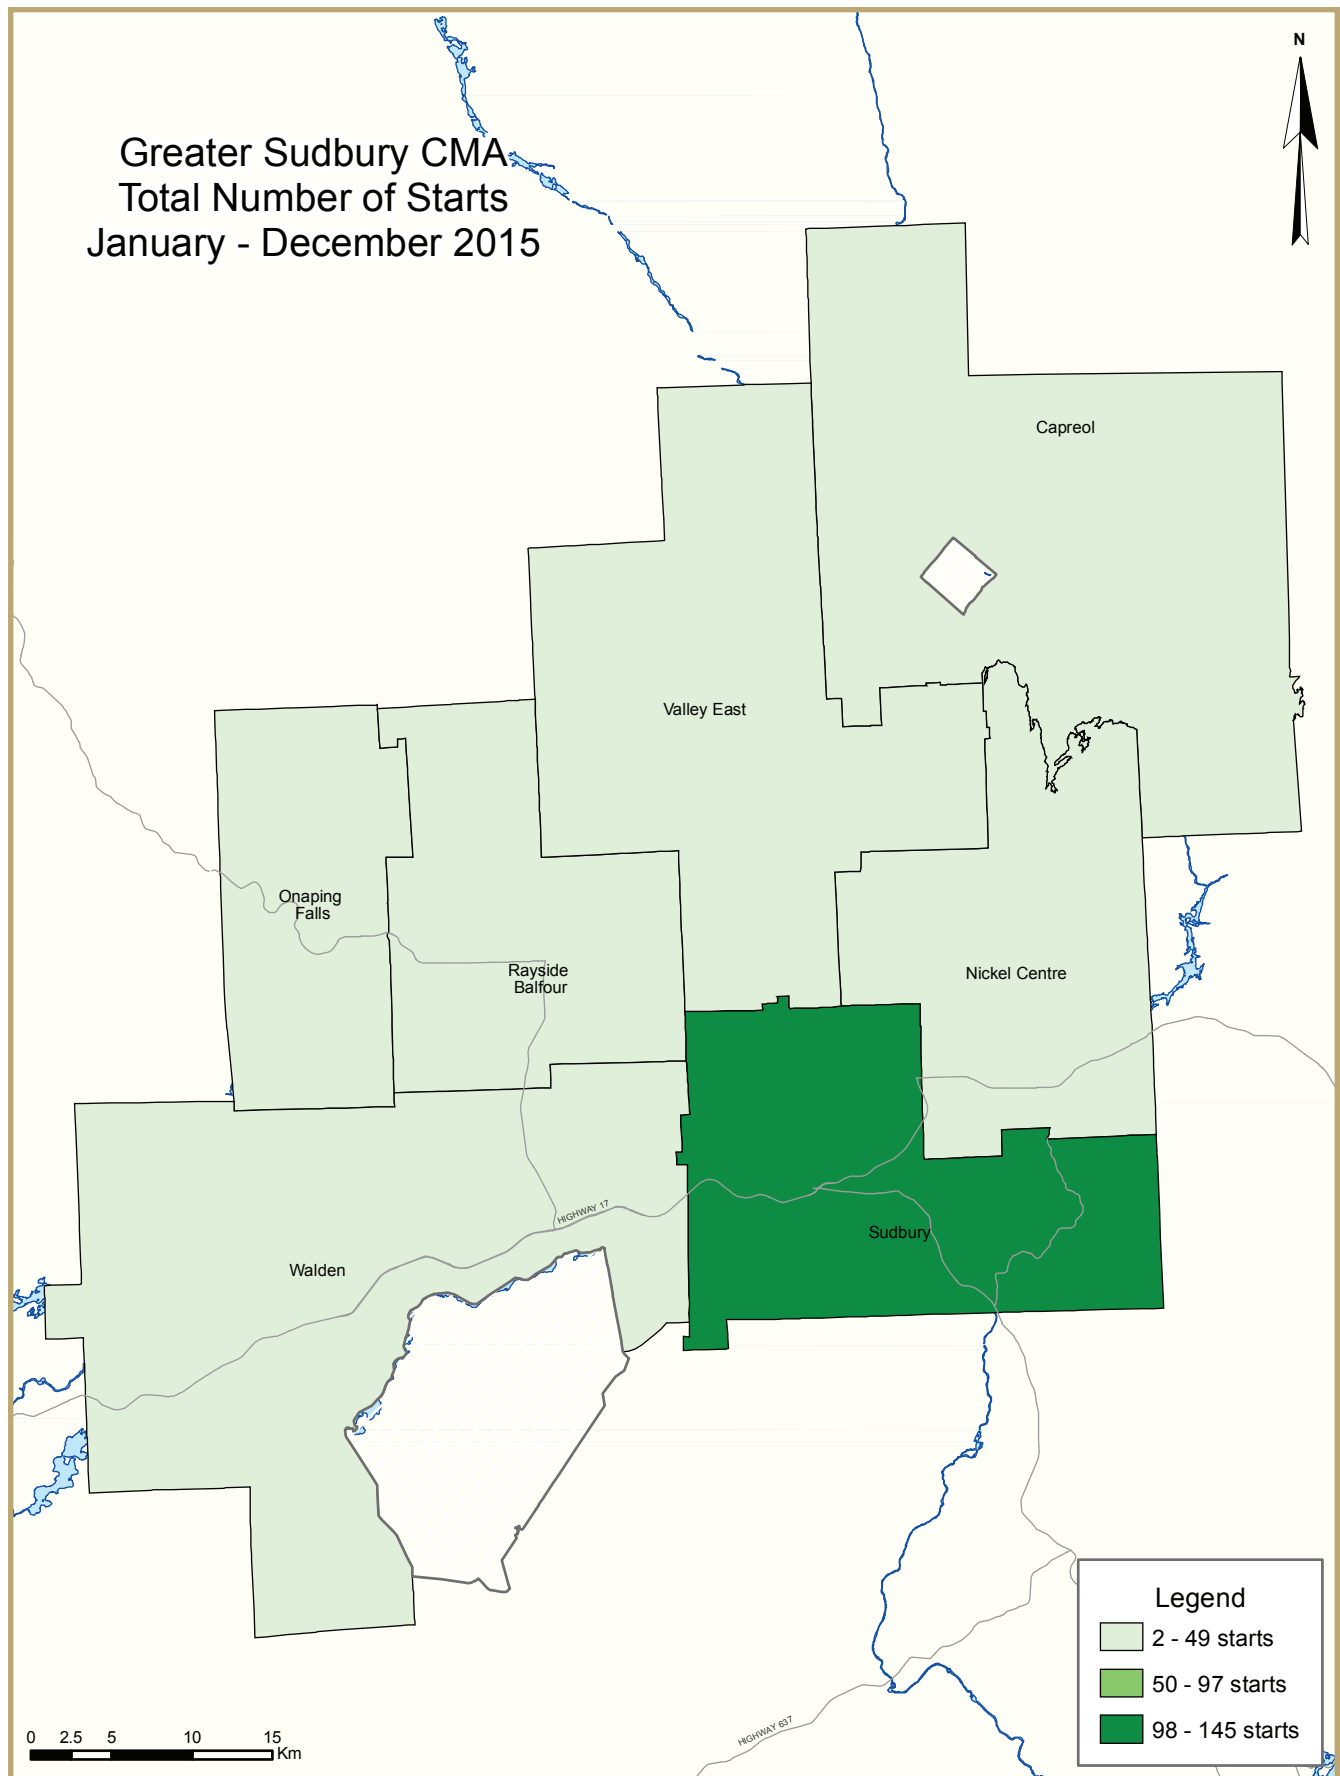 N
Greater Sudbury CMA
Total Number of Starts
January - December 2015
Capreol
Valley East
Onaping
Falls
Rayside
Balfour
Nickel Centre
HIGHWAY 17
Sudbury
Walden
Legend
2 - 49 starts
50 - 97 starts
98 - 145 starts
HIGHWAY 637
0 2.5 5 10 15
Km